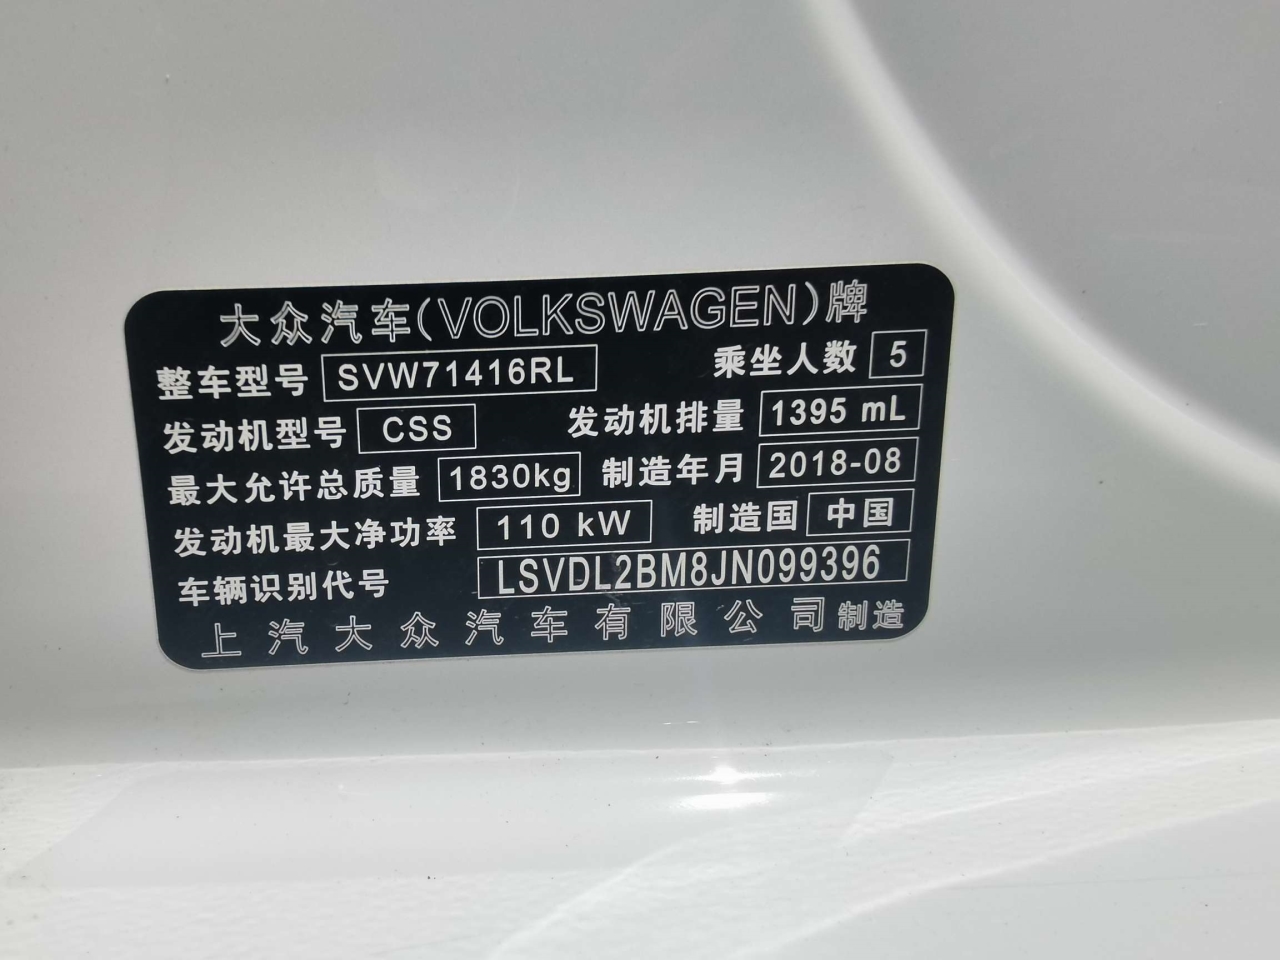 大众汽车(VOLKSWAGEN)牌
整车型号 SVW71416RL 乘坐人数 5
发动机型号 CSS 发动机排量 1395 mL
最大允许总质量 1830kg 制造年月 2018-08
发动机最大净功率 110 kW 制造国 中国
车辆识别代号 LSVDL2BM8JN099396
上汽大众汽车有限公司制造